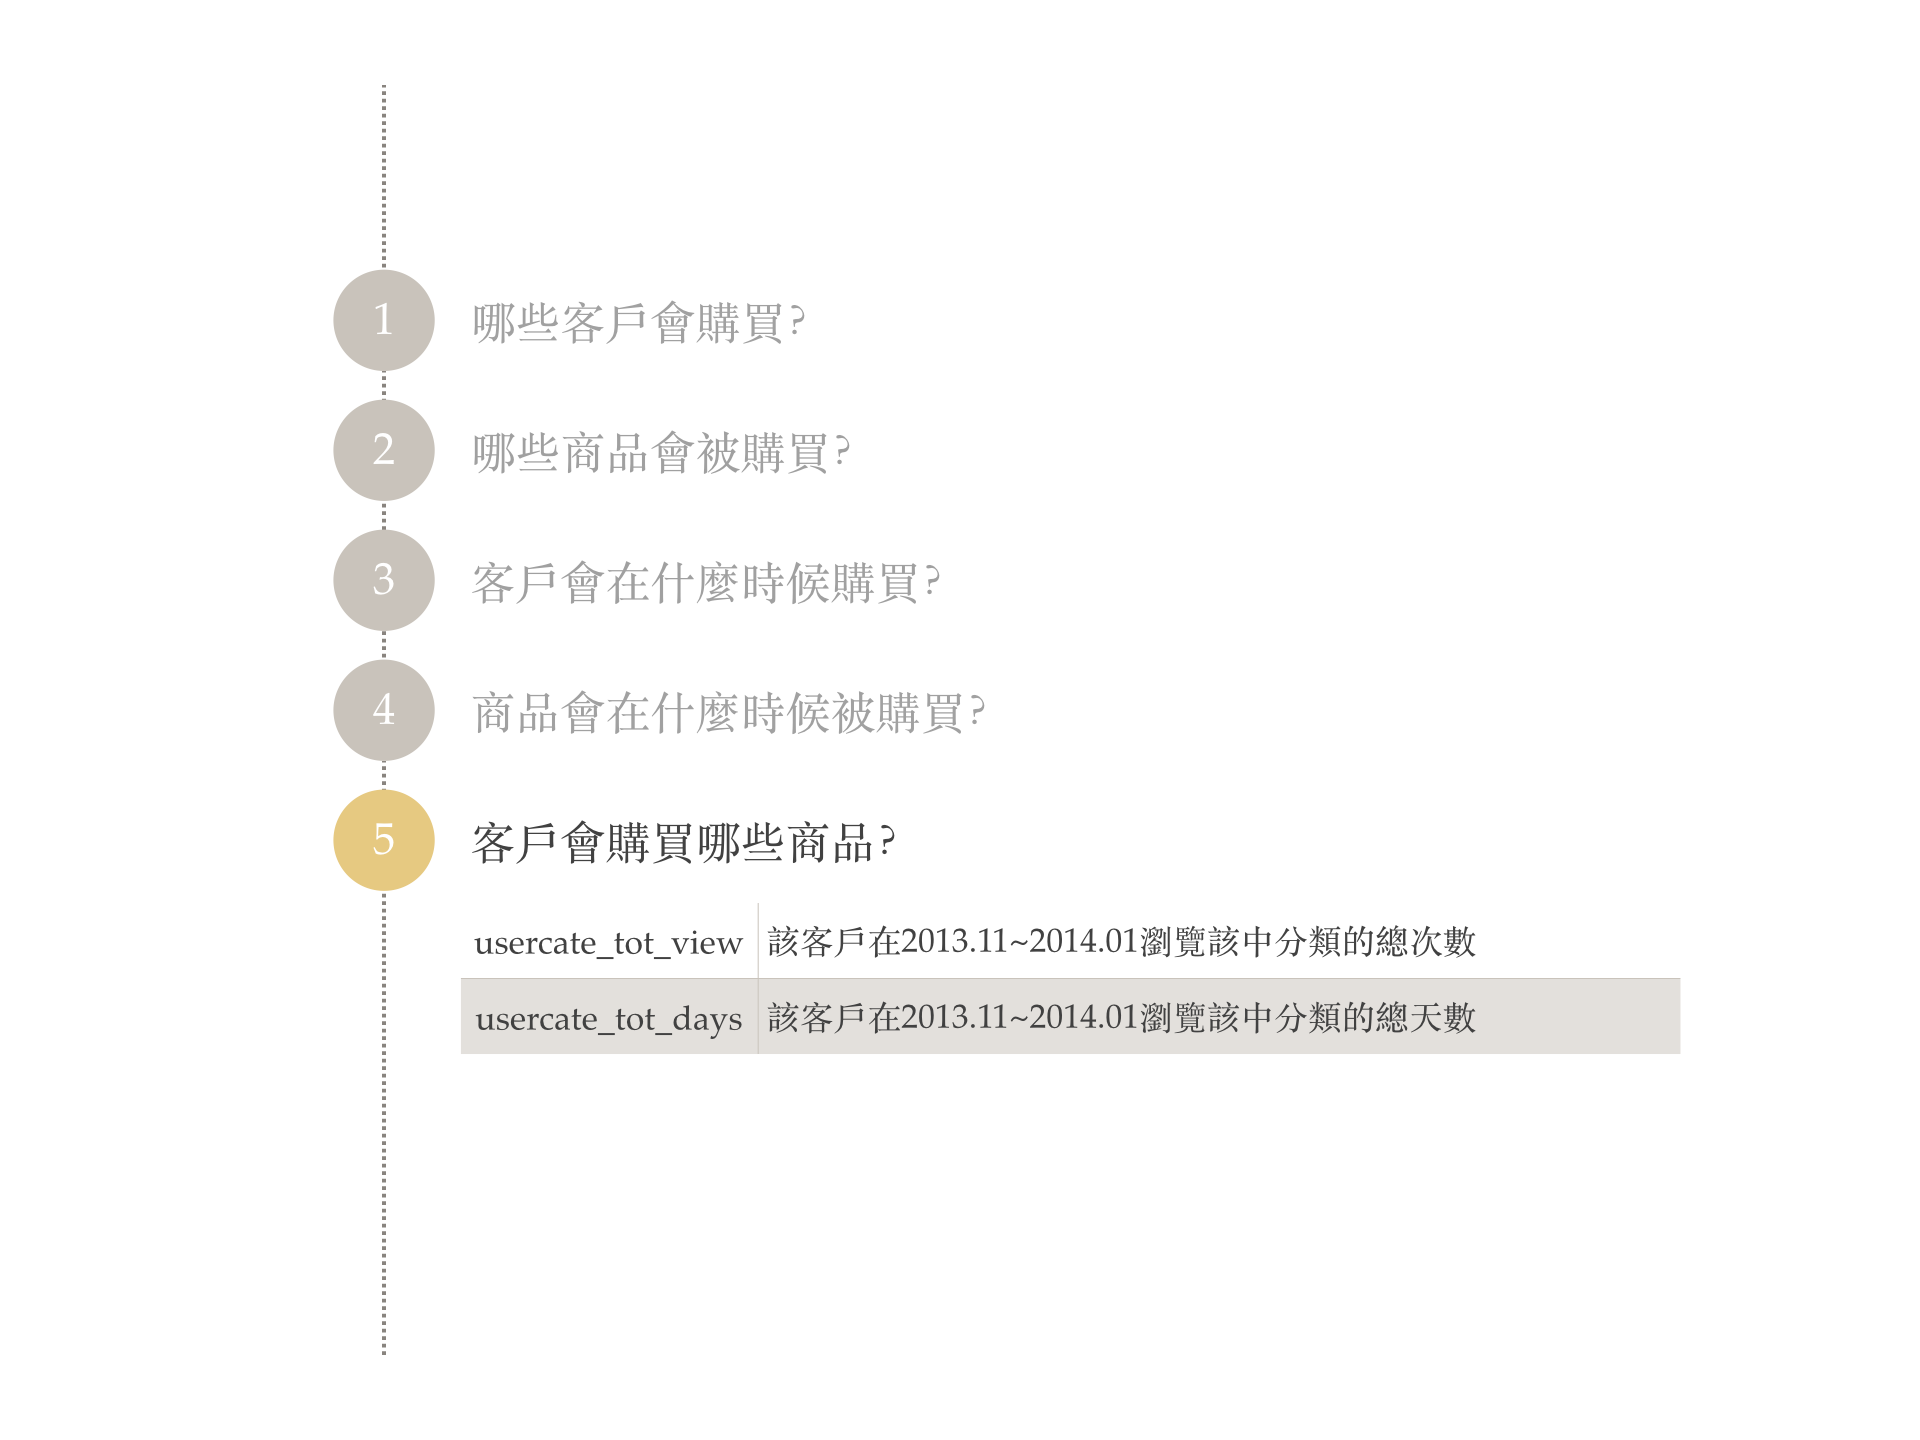 1 哪些客戶會購買?
2 哪些商品會被購買?
3 客戶會在什麼時候購買?
4 商品會在什麼時候被購買?
5 客戶會購買哪些商品?
usercate_tot_view 該客戶在2013.11~2014.01瀏覽該中分類的總次數
usercate_tot_days 該客戶在2013.11~2014.01瀏覽該中分類的總天數